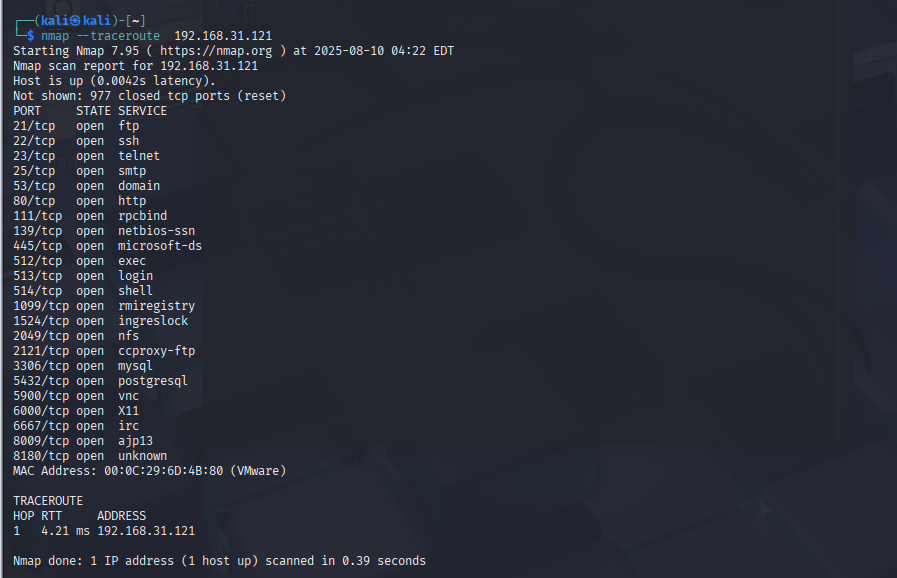 ┌──(kali㉿kali)-[~]
└─$ nmap --traceroute  192.168.31.121
Starting Nmap 7.95 ( https://nmap.org ) at 2025-08-10 04:22 EDT
Nmap scan report for 192.168.31.121
Host is up (0.0042s latency).
Not shown: 977 closed tcp ports (reset)
PORT     STATE SERVICE
21/tcp   open  ftp
22/tcp   open  ssh
23/tcp   open  telnet
25/tcp   open  smtp
53/tcp   open  domain
80/tcp   open  http
111/tcp  open  rpcbind
139/tcp  open  netbios-ssn
445/tcp  open  microsoft-ds
512/tcp  open  exec
513/tcp  open  login
514/tcp  open  shell
1099/tcp open  rmiregistry
1524/tcp open  ingreslock
2049/tcp open  nfs
2121/tcp open  ccproxy-ftp
3306/tcp open  mysql
5432/tcp open  postgresql
5900/tcp open  vnc
6000/tcp open  X11
6667/tcp open  irc
8009/tcp open  ajp13
8180/tcp open  unknown
MAC Address: 00:0C:29:6D:4B:80 (VMware)

TRACEROUTE
HOP RTT     ADDRESS
1   4.21 ms 192.168.31.121

Nmap done: 1 IP address (1 host up) scanned in 0.39 seconds